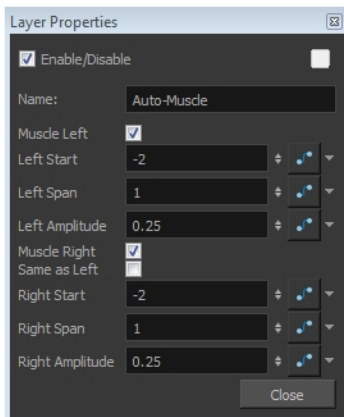 Layer Properties
Enable/Disable
Name: Auto-Muscle
Muscle Left
Left Start -2
Left Span 1
Left Amplitude 0.25
Muscle Right
Same as Left
Right Start -2
Right Span 1
Right Amplitude 0.25
Close